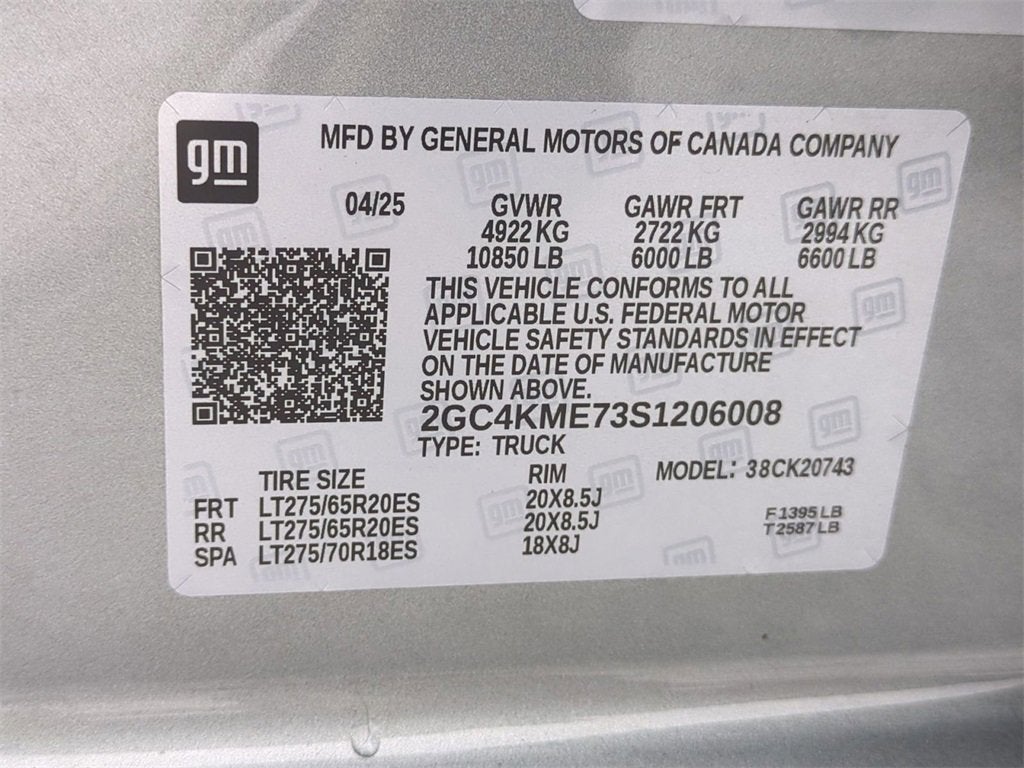 gm
MFD BY GENERAL MOTORS OF CANADA COMPANY
04/25 GVWR GAWR FRT GAWR RR
4922 KG 2722 KG 2994 KG
10850 LB 6000 LB 6600 LB
THIS VEHICLE CONFORMS TO ALL
APPLICABLE U.S. FEDERAL MOTOR
VEHICLE SAFETY STANDARDS IN EFFECT
ON THE DATE OF MANUFACTURE
SHOWN ABOVE.
2GC4KME73S1206008
TYPE: TRUCK
TIRE SIZE RIM MODEL: 38CK20743
FRT LT275/65R20ES 20X8.5J
RR LT275/65R20ES 20X8.5J
SPA LT275/70R18ES 18X8J
F 1395 LB
T 2587 LB